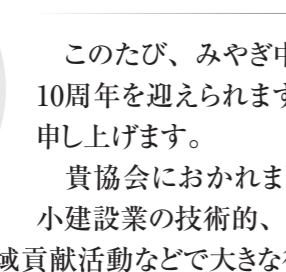 このたび、みやぎ中
10周年を迎えられます
申し上げます。
貴協会におかれま
小建設業の技術的、
域貢献活動などで大きな